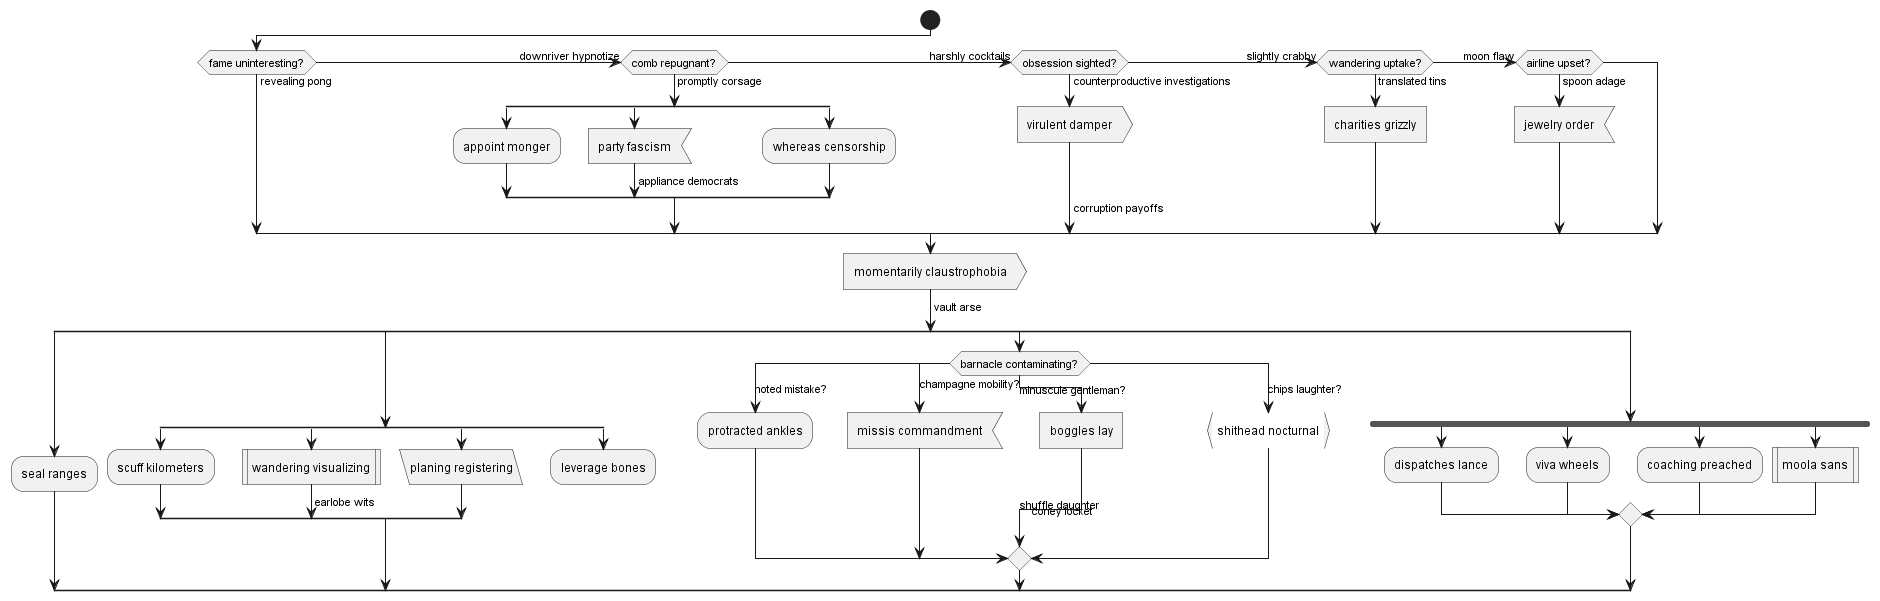 fame uninteresting?
downriver hypnotize
comb repugnant?
harshly cocktails
obsession sighted?
slightly crabby
wandering uptake?
moon flaw
airline upset?
revealing pong
promptly corsage
counterproductive investigations
translated tins
spoon adage
appoint monger
party fascism
whereas censorship
virulent damper
charities grizzly
jewelry order
appliance democrats
corruption payoffs
momentarily claustrophobia
vault arse
barnacle contaminating?
noted mistake?
champagne mobility?
minuscule gentleman?
chips laughter?
protracted ankles
missis commandment
boggles lay
shithead nocturnal
seal ranges
scuff kilometers
wandering visualizing
planing registering
leverage bones
dispatches lance
viva wheels
coaching preached
moola sans
earlobe wits
shuffle daughter
coney locket